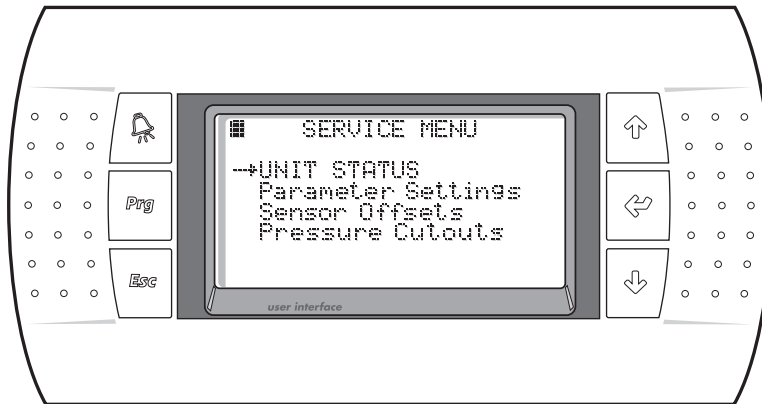 SERVICE MENU
UNIT STATUS
Prg
Parameter Settings
Sensor Offsets
Pressure Cutouts
Esc
user interface